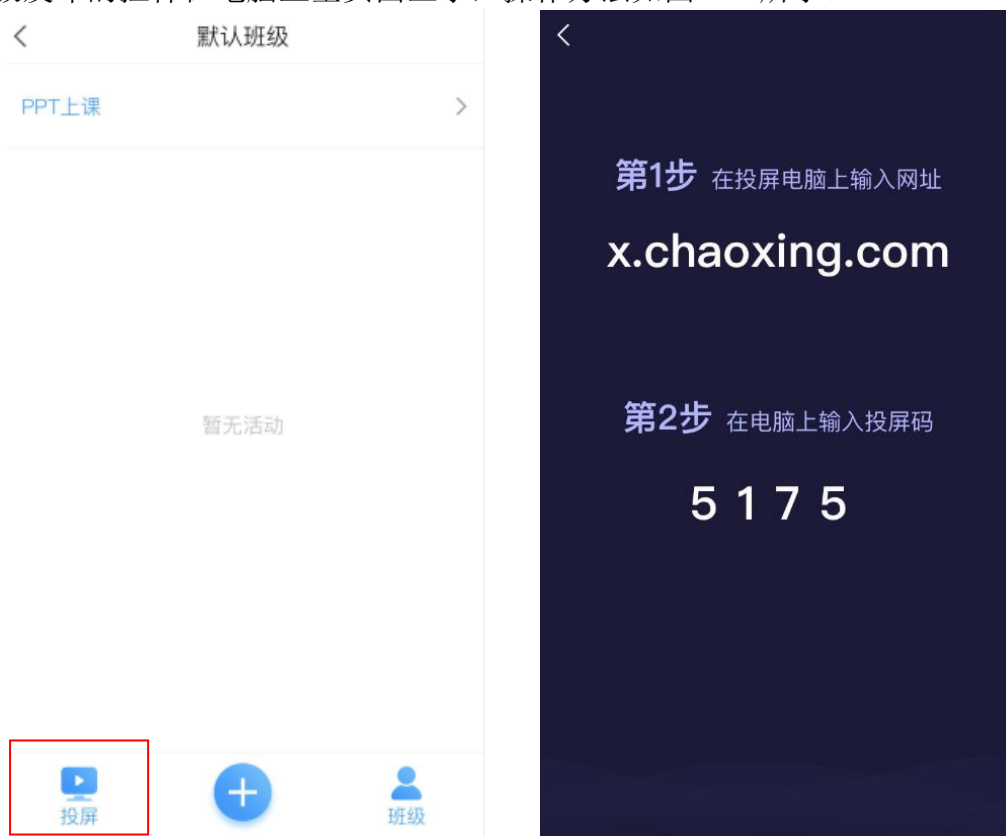 默认班级
PPT上课
暂无活动
投屏
班级
第1步 在投屏电脑上输入网址
x.chaoxing.com
第2步 在电脑上输入投屏码
5 1 7 5